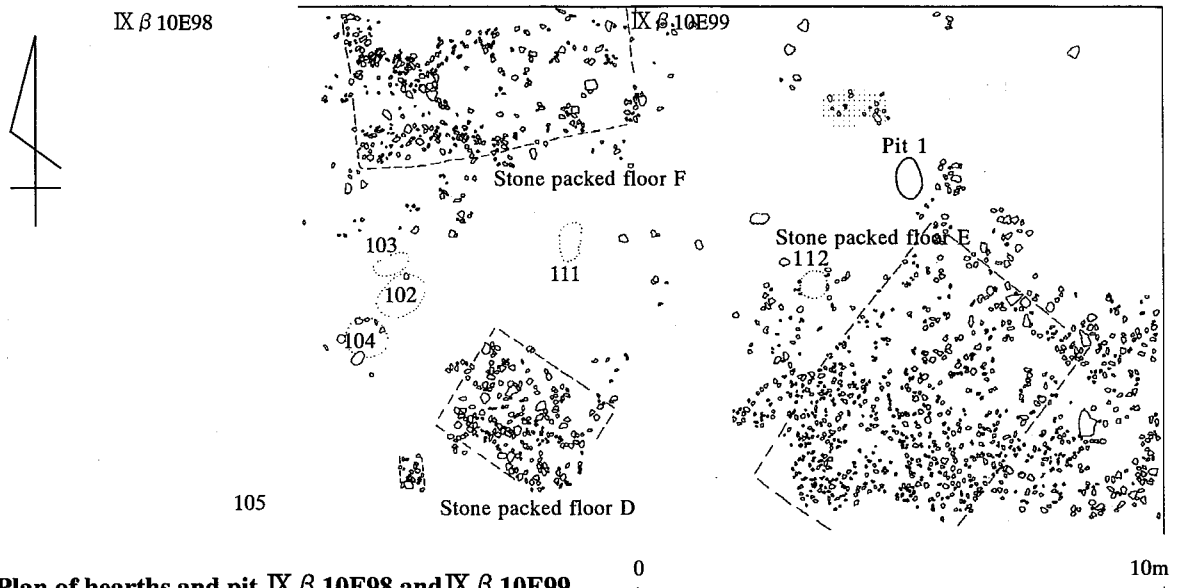 Ⅸ β 10E98
Ⅸ β 10E99
Pit 1
Stone packed floor F
Stone packed floor E
103
111
112
102
104
105
Stone packed floor D
0
10m
Plan of hearths and pit, Ⅸ β 10E98 and Ⅸ β 10E99